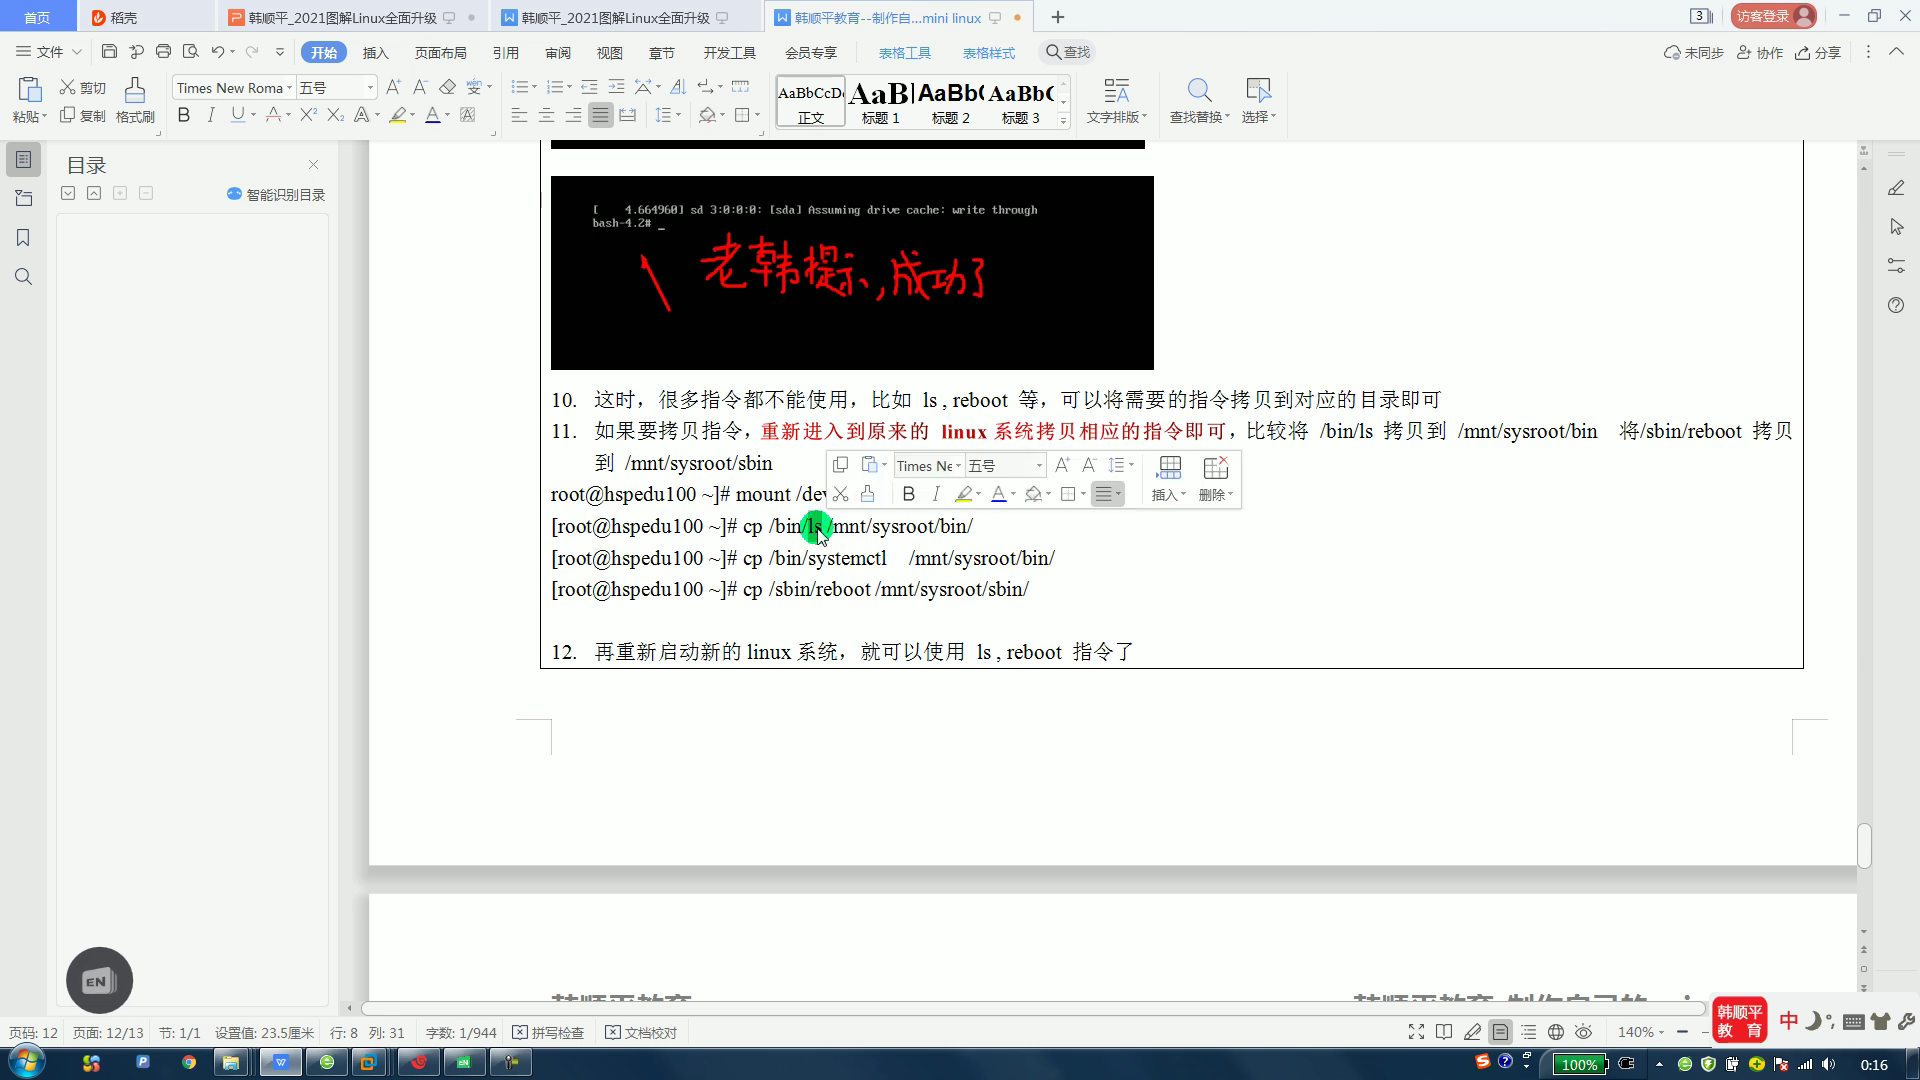 首页
稻壳
韩顺平_2021图解Linux全面升级
韩顺平_2021图解Linux全面升级
韩顺平教育--制作自...mini linux
3
访客登录
文件
开始
插入
页面布局
引用
审阅
视图
章节
开发工具
会员专享
表格工具
表格样式
查找
未同步
协作
分享
粘贴
剪切
复制
格式刷
Times New Roma
五号
AaBbCcDd
正文
标题 1
AaBb(
标题 2
AaBbC
标题 3
文字排版
查找替换
选择
目录
智能识别目录
[    4.664960] sd 3:0:0:0: [sda] Assuming drive cache: write through
bash-4.2# _
老韩提示,成功了
10. 这时，很多指令都不能使用，比如 ls , reboot 等，可以将需要的指令拷贝到对应的目录即可
11. 如果要拷贝指令，重新进入到原来的 linux 系统拷贝相应的指令即可，比较将 /bin/ls 拷贝到 /mnt/sysroot/bin 将/sbin/reboot 拷贝
到 /mnt/sysroot/sbin
root@hspedu100 ~]# mount /dev
Times Ne
五号
插入
删除
[root@hspedu100 ~]# cp /bin/ls /mnt/sysroot/bin/
[root@hspedu100 ~]# cp /bin/systemctl /mnt/sysroot/bin/
[root@hspedu100 ~]# cp /sbin/reboot /mnt/sysroot/sbin/
12. 再重新启动新的 linux 系统，就可以使用 ls , reboot 指令了
EN
韩顺平教育
页码: 12
页面: 12/13
节: 1/1
设置值: 23.5厘米
行: 8
列: 31
字数: 1/944
拼写检查
文档校对
140%
韩顺平
教 育
中
100%
0:16